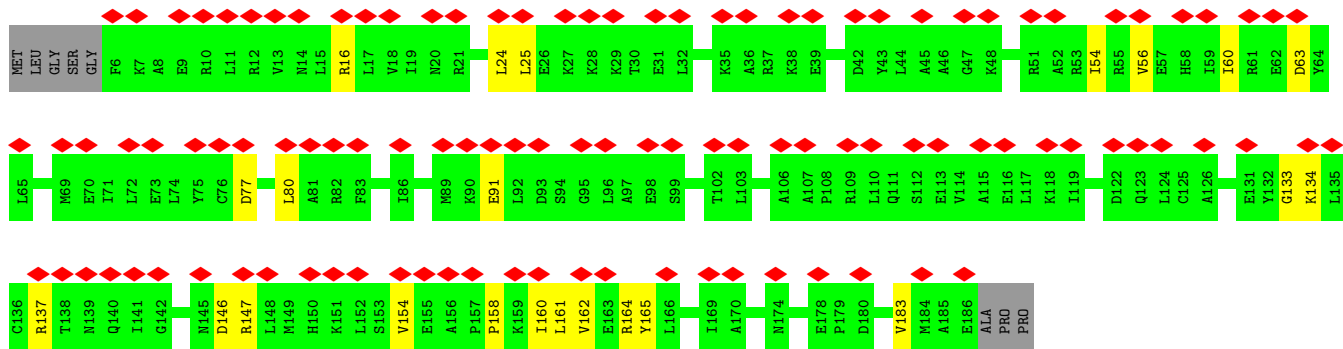 MET LEU GLY SER GLY F6 K7 A8 E9 R10 L11 R12 V13 N14 L15 R16 L17 V18 I19 N20 R21 L24 L25 E26 K27 K28 K29 T30 E31 L32 K35 A36 R37 K38 E39 D42 Y43 L44 A45 A46 G47 K48 R51 A52 R53 I54 R55 V56 E57 H58 I59 I60 R61 E62 D63 Y64
L65 M69 E70 I71 L72 E73 L74 Y75 C76 D77 L80 A81 R82 F83 I86 M89 K90 E91 L92 D93 S94 G95 L96 A97 E98 S99 T102 L103 A106 A107 P108 R109 L110 Q111 S112 E113 V114 A115 E116 L117 K118 I119 D122 Q123 L124 C125 A126 E131 Y132 G133 K134 L135
C136 R137 T138 N139 Q140 I141 G142 N145 D146 R147 L148 M149 H150 K151 L152 S153 V154 E155 A156 P157 P158 K159 I160 L161 V162 E163 R164 Y165 L166 I169 A170 N174 E178 P179 D180 V183 M184 A185 E186 ALA PRO PRO